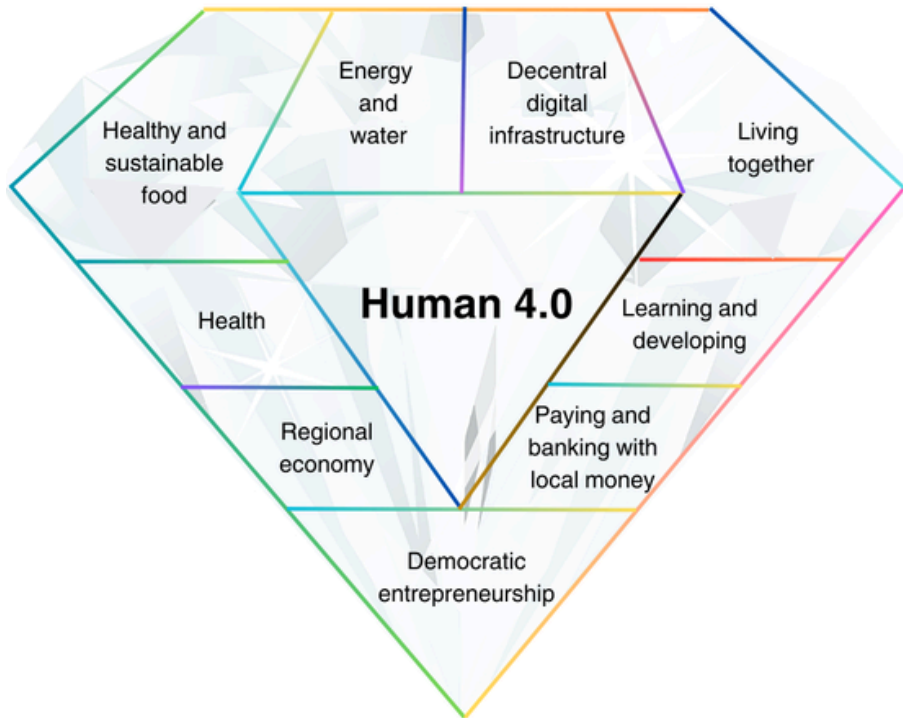 Energy
and
water
Decentral
digital
infrastructure
Healthy and
sustainable
food
Living
together
Human 4.0
Health
Learning and
developing
Regional
economy
Paying and
banking with
local money
Democratic
entrepreneurship